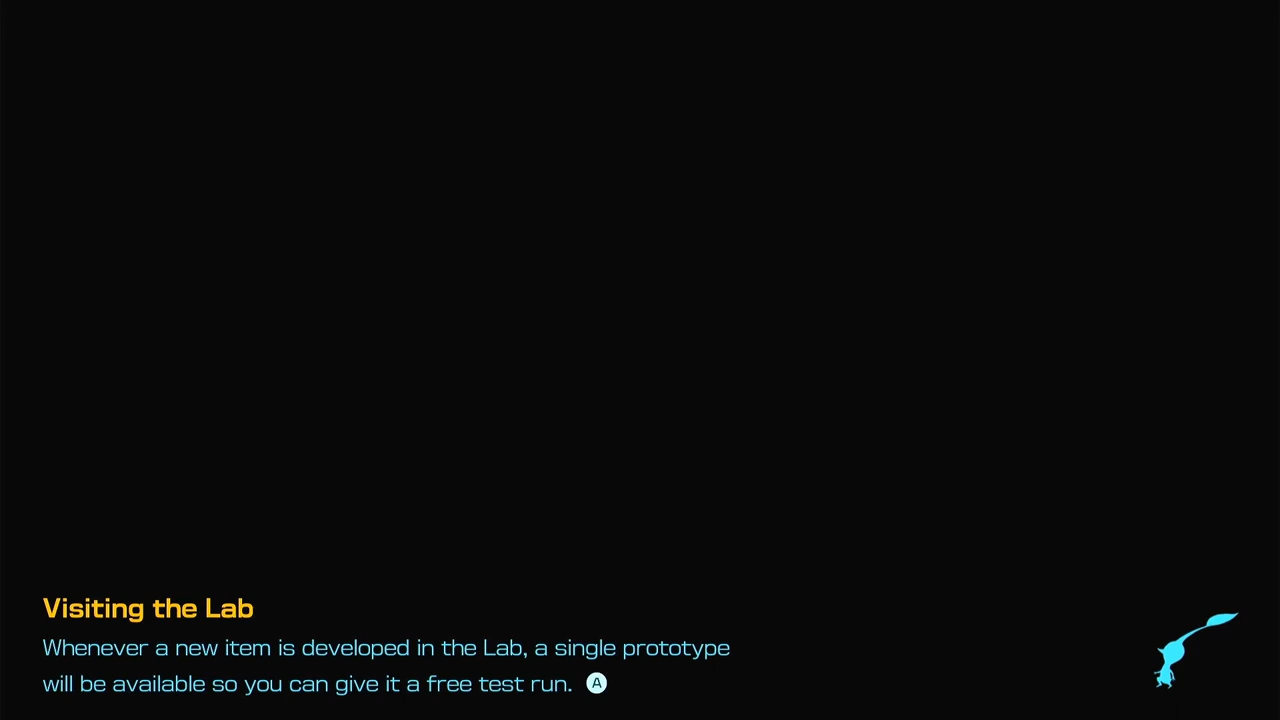 Visiting the Lab
Whenever a new item is developed in the Lab, a single prototype
will be available so you can give it a free test run. A